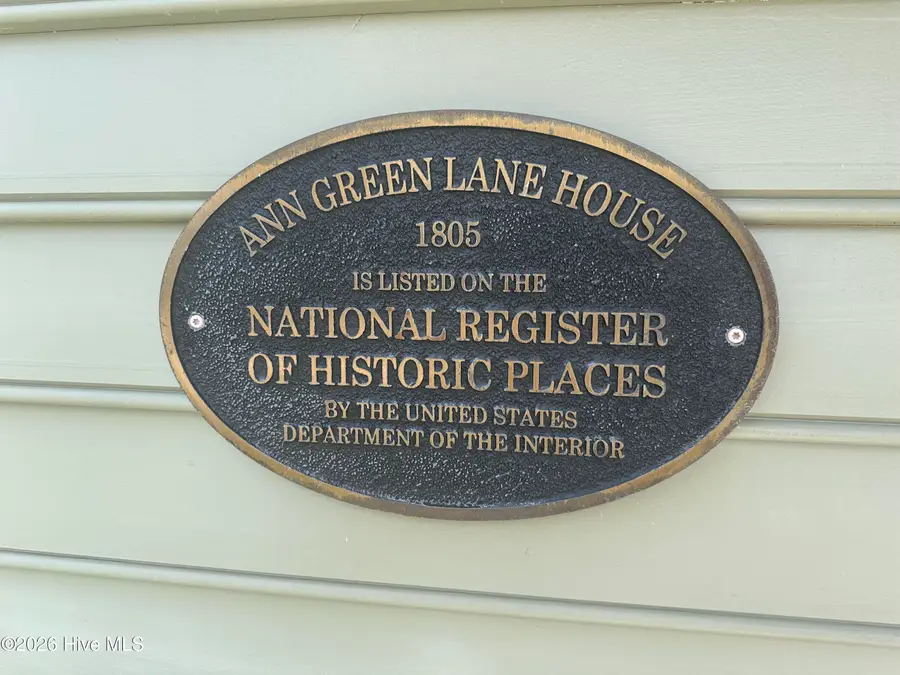 ANN GREEN LANE HOUSE
1805
IS LISTED ON THE
NATIONAL REGISTER
OF HISTORIC PLACES
BY THE UNITED STATES
DEPARTMENT OF THE INTERIOR
©2026 Hive MLS